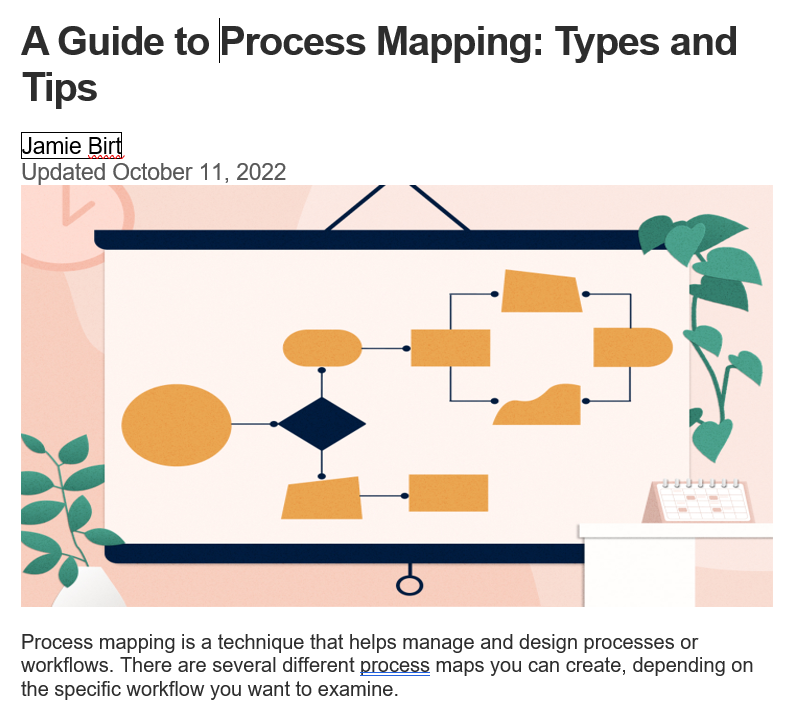 A Guide to Process Mapping: Types and
Tips
Jamie Birt
Updated October 11, 2022
Process mapping is a technique that helps manage and design processes or
workflows. There are several different process maps you can create, depending on
the specific workflow you want to examine.